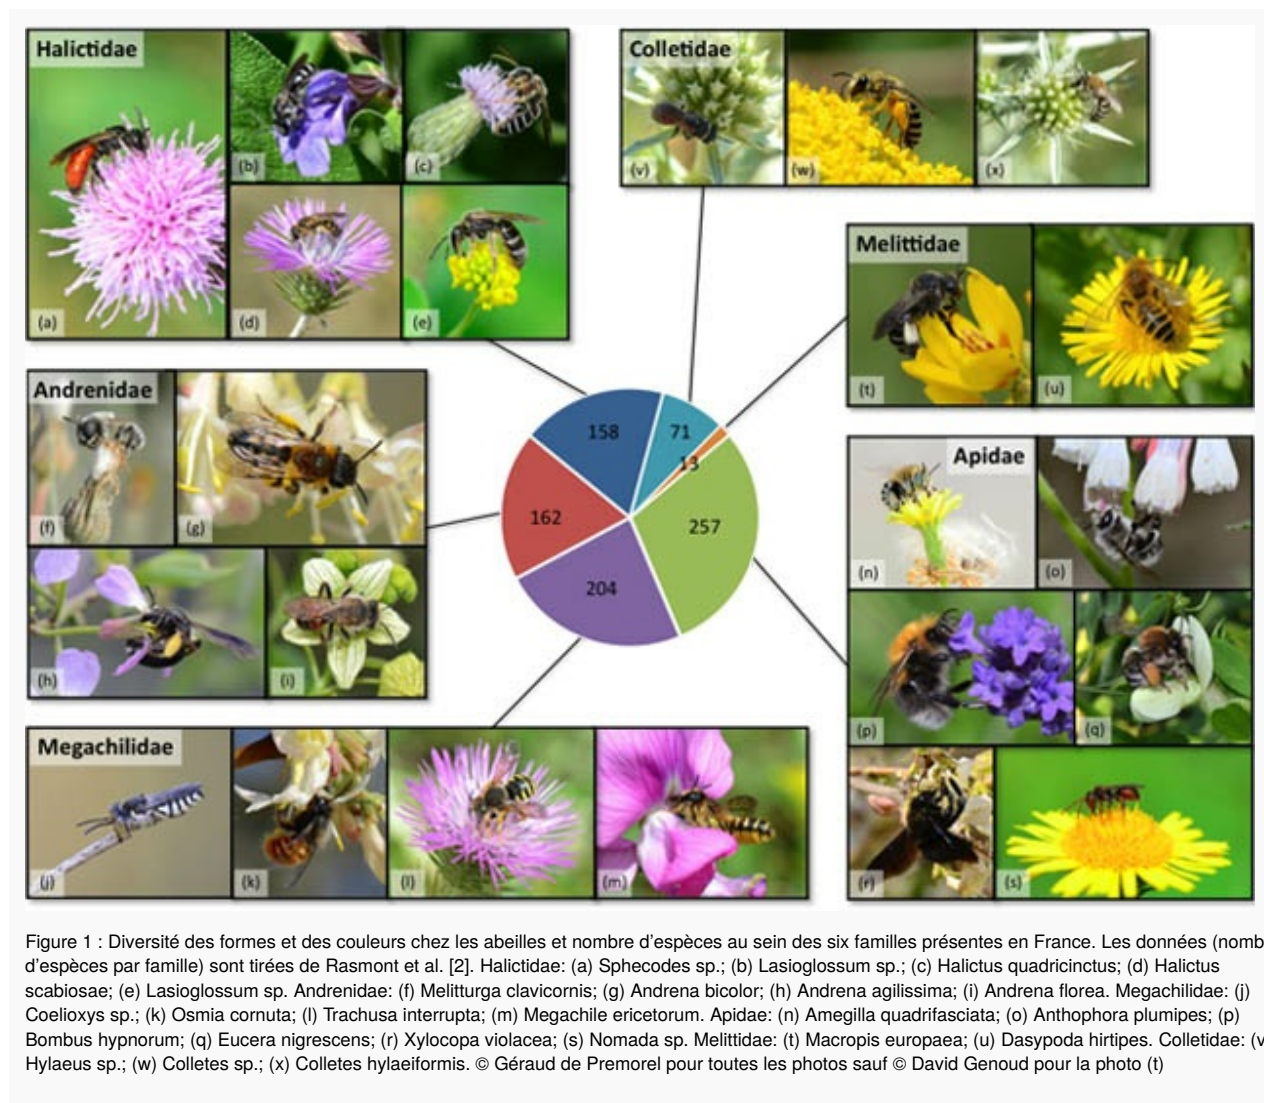 Halictidae
(a)
(b)
(c)
(d)
(e)
Colletidae
(v)
(w)
(x)
Melittidae
(t)
(u)
Andrenidae
(f)
(g)
(h)
(i)
158
71
13
162
257
204
Apidae
(n)
(o)
(p)
(q)
(r)
(s)
Megachilidae
(j)
(k)
(l)
(m)
Figure 1 : Diversité des formes et des couleurs chez les abeilles et nombre d'espèces au sein des six familles présentes en France. Les données (nomb
d'espèces par famille) sont tirées de Rasmont et al. [2]. Halictidae: (a) Sphecodes sp.; (b) Lasioglossum sp.; (c) Halictus quadricinctus; (d) Halictus
scabiosae; (e) Lasioglossum sp. Andrenidae: (f) Melitturga clavicornis; (g) Andrena bicolor; (h) Andrena agilissima; (i) Andrena florea. Megachilidae: (j)
Coelioxys sp.; (k) Osmia cornuta; (l) Trachusa interrupta; (m) Megachile ericetorum. Apidae: (n) Amegilla quadrifasciata; (o) Anthophora plumipes; (p)
Bombus hypnorum; (q) Eucera nigrescens; (r) Xylocopa violacea; (s) Nomada sp. Melittidae: (t) Macropis europaea; (u) Dasypoda hirtipes. Colletidae: (v
Hylaeus sp.; (w) Colletes sp.; (x) Colletes hylaeiformis. © Géraud de Premorel pour toutes les photos sauf © David Genoud pour la photo (t)